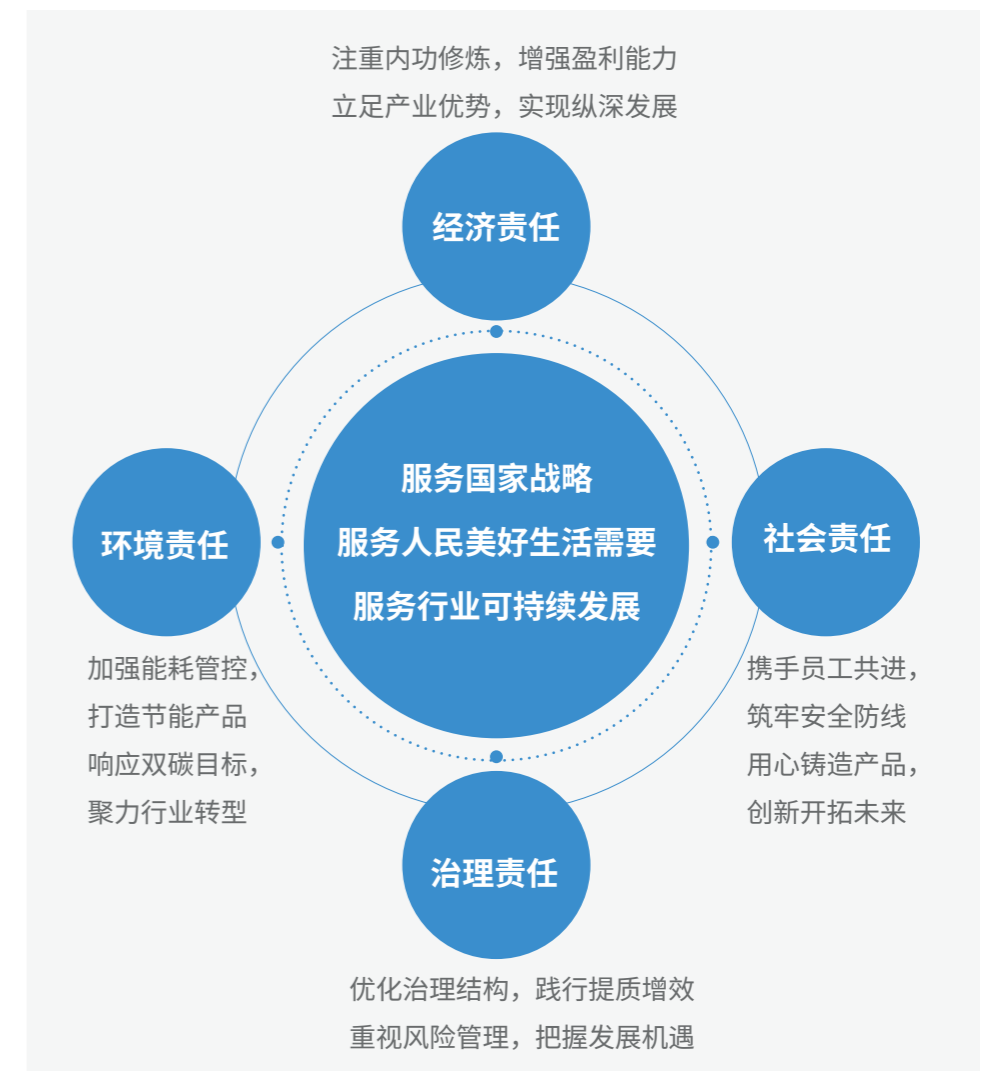 注重内功修炼，增强盈利能力
立足产业优势，实现纵深发展
经济责任
服务国家战略
服务人民美好生活需要
服务行业可持续发展
环境责任
加强能耗管控，
打造节能产品
响应双碳目标，
聚力行业转型
社会责任
携手员工共进，
筑牢安全防线
用心铸造产品，
创新开拓未来
治理责任
优化治理结构，践行提质增效
重视风险管理，把握发展机遇